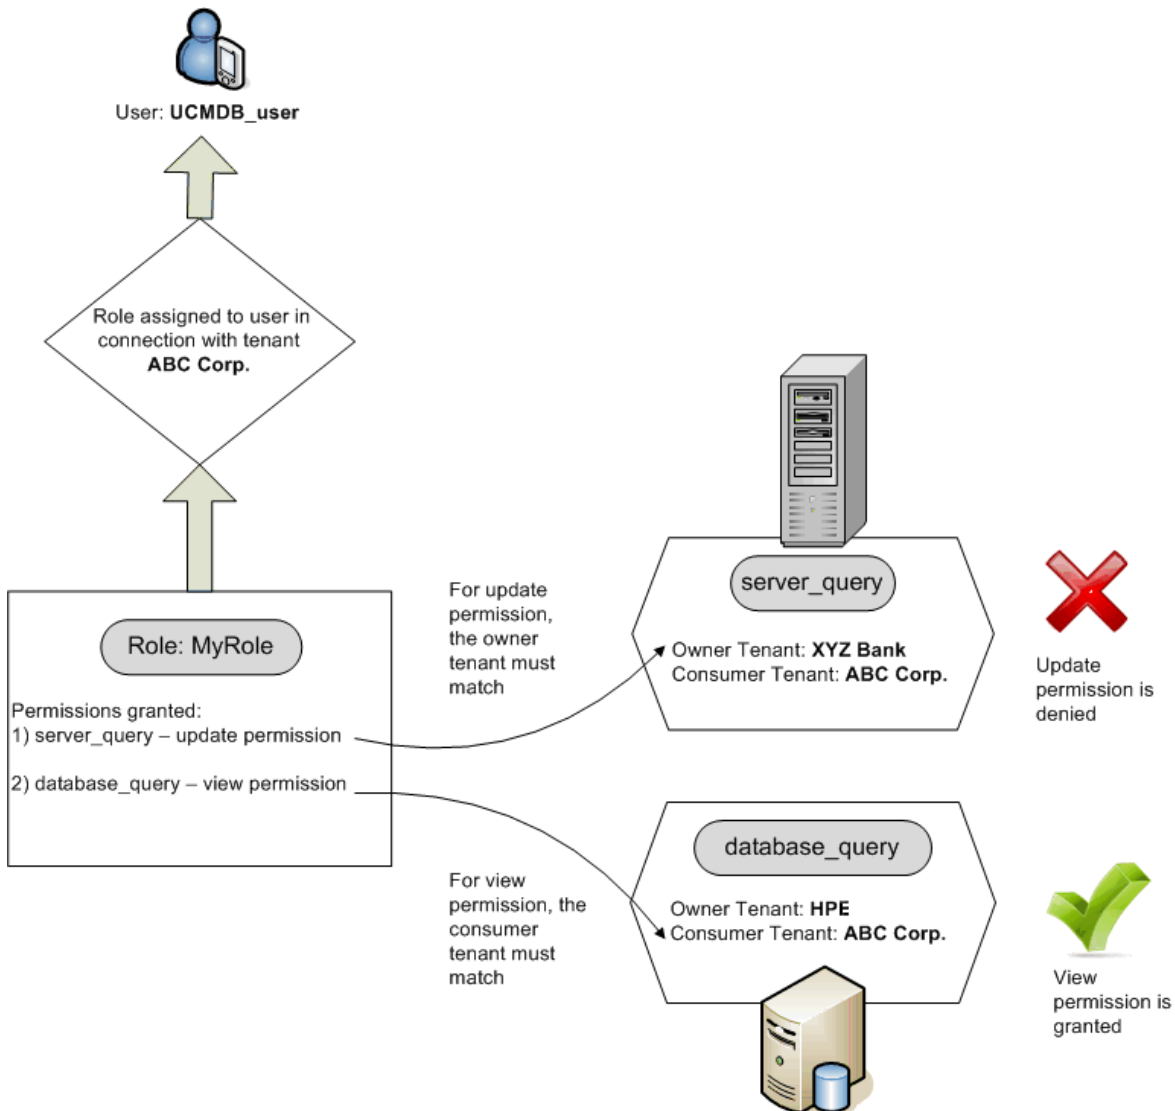 User: UCMDB_user
Role assigned to user in
connection with tenant
ABC Corp.
Role: MyRole
Permissions granted:
1) server_query – update permission
2) database_query – view permission
For update
permission,
the owner
tenant must
match
server_query
Owner Tenant: XYZ Bank
Consumer Tenant: ABC Corp.
Update
permission is
denied
For view
permission, the
consumer
tenant must
match
database_query
Owner Tenant: HPE
Consumer Tenant: ABC Corp.
View
permission is
granted